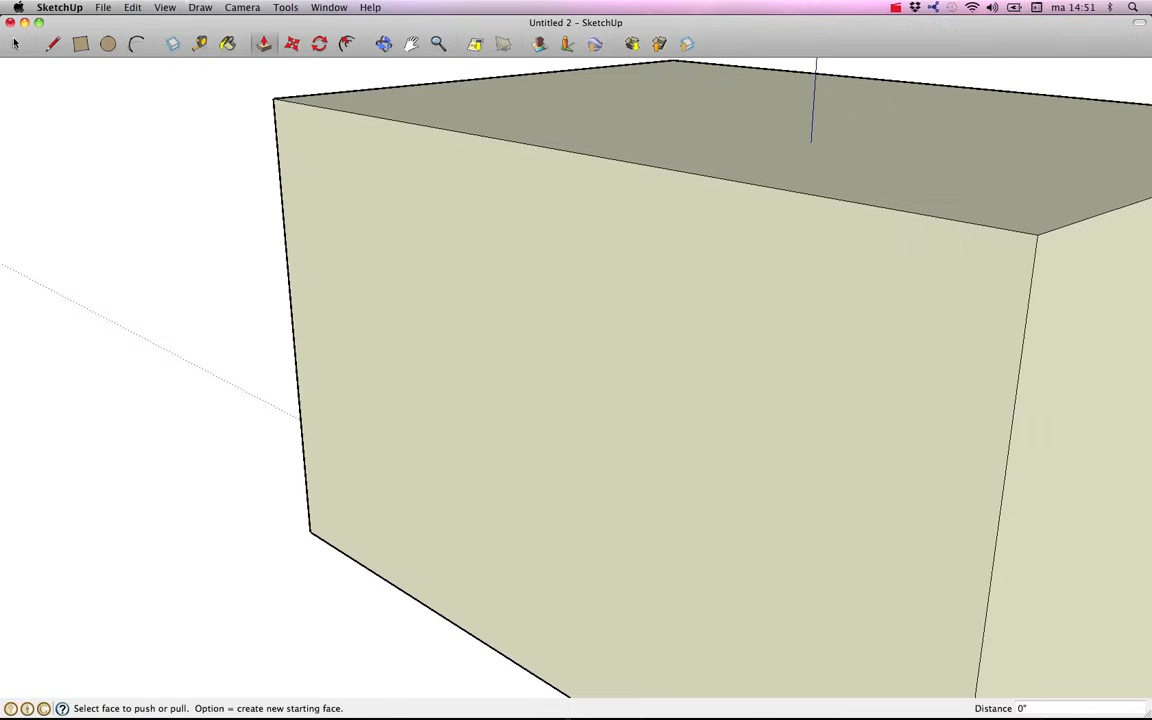 SketchUp File Edit View Draw Camera Tools Window Help ma 14:51
Untitled 2 - SketchUp
Select face to push or pull. Option = create new starting face. Distance 0"